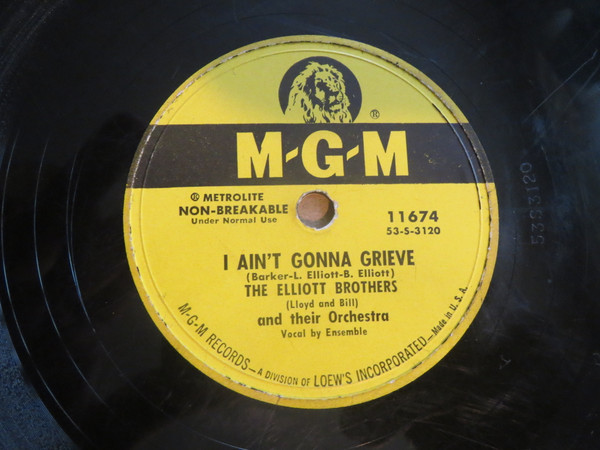 ®
M-G-M
® METROLITE
NON-BREAKABLE
Under Normal Use
11674
53-S-3120
I AIN'T GONNA GRIEVE
(Barker-L. Elliott-B. Elliott)
THE ELLIOTT BROTHERS
(Lloyd and Bill)
and their Orchestra
Vocal by Ensemble
M-G-M RECORDS—A DIVISION OF LOEW'S INCORPORATED—Made in U.S.A.
53S3120